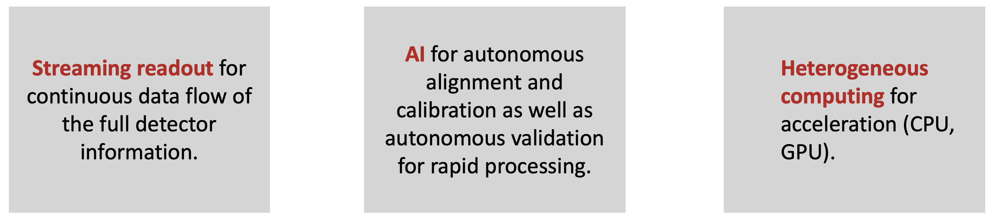 Streaming readout for
continuous data flow of
the full detector
information.
AI for autonomous
alignment and
calibration as well as
autonomous validation
for rapid processing.
Heterogeneous
computing for
acceleration (CPU,
GPU).